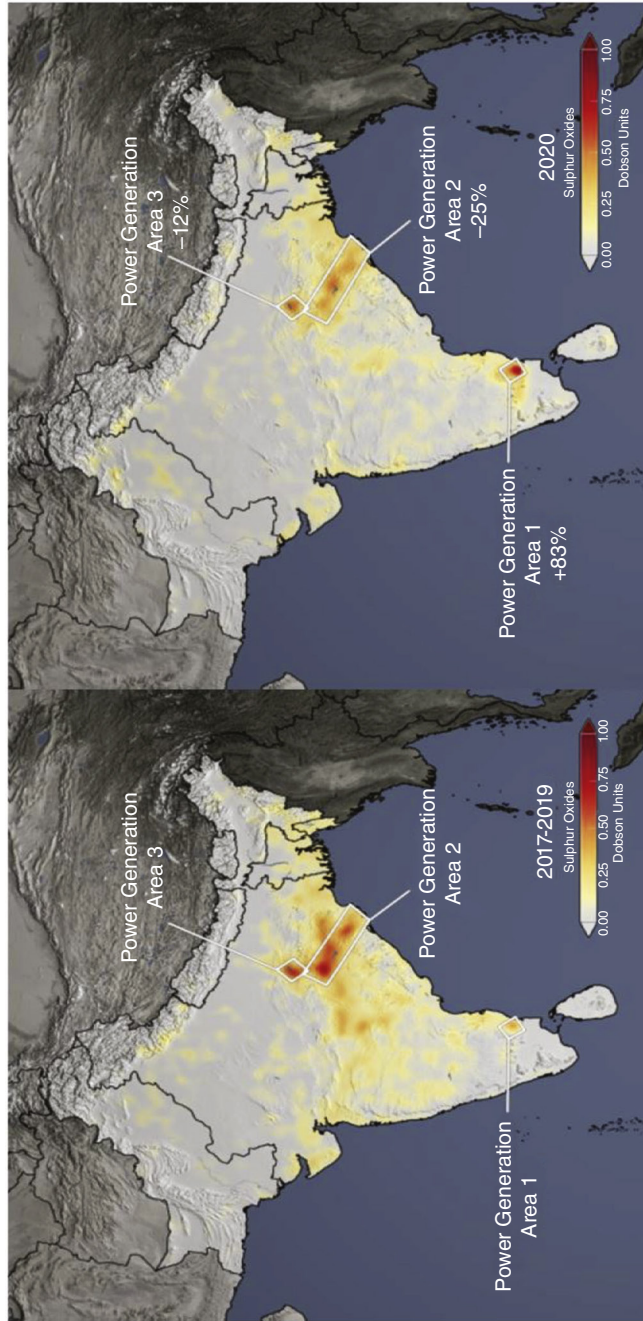 Power Generation
Area 3
Power Generation
Area 2
Power Generation
Area 1
2017-2019
Sulphur Oxides
0.00 0.25 0.50 0.75 1.00
Dobson Units
Power Generation
Area 3
–12%
Power Generation
Area 2
–25%
Power Generation
Area 1
+83%
2020
Sulphur Oxides
0.00 0.25 0.50 0.75 1.00
Dobson Units